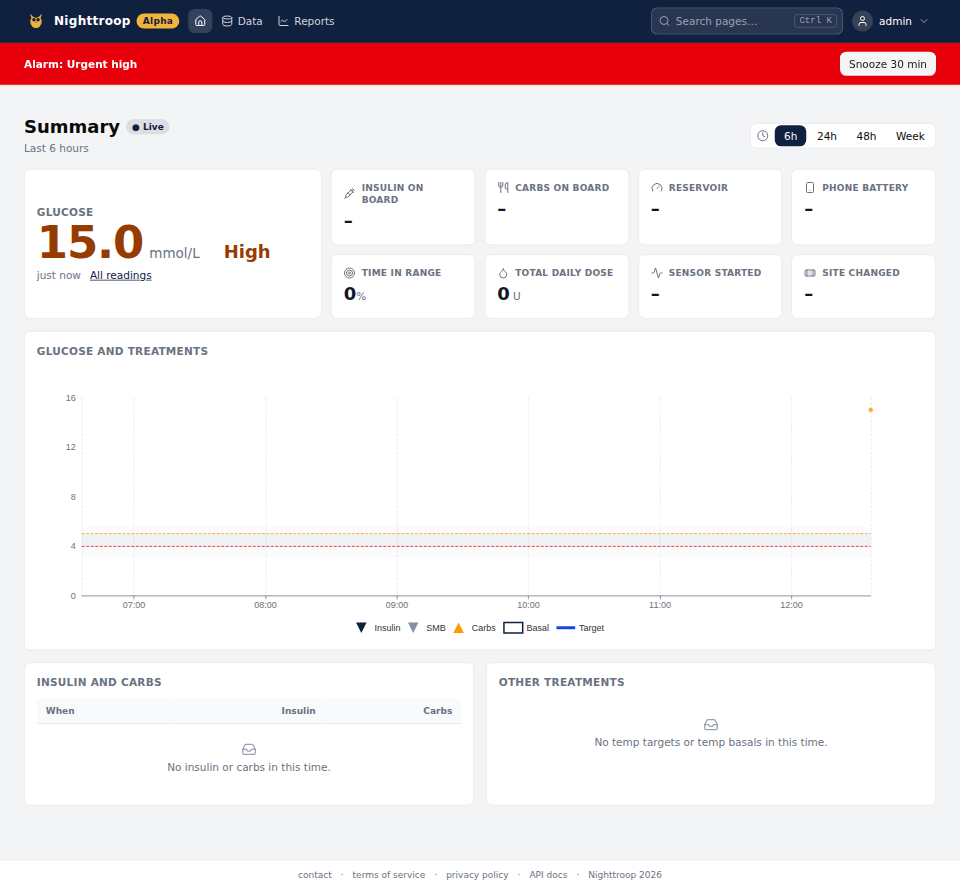 Nighttroop Alpha Data Reports Search pages... Ctrl K admin
Alarm: Urgent high Snooze 30 min
Summary ● Live
Last 6 hours
6h 24h 48h Week
GLUCOSE
15.0 mmol/L High
just now All readings
INSULIN ON
BOARD
–
CARBS ON BOARD
–
RESERVOIR
–
PHONE BATTERY
–
TIME IN RANGE
0%
TOTAL DAILY DOSE
0 U
SENSOR STARTED
–
SITE CHANGED
–
GLUCOSE AND TREATMENTS
16
12
8
4
0
07:00 08:00 09:00 10:00 11:00 12:00
Insulin SMB Carbs Basal Target
INSULIN AND CARBS
When Insulin Carbs
No insulin or carbs in this time.
OTHER TREATMENTS
No temp targets or temp basals in this time.
contact · terms of service · privacy policy · API docs · Nighttroop 2026